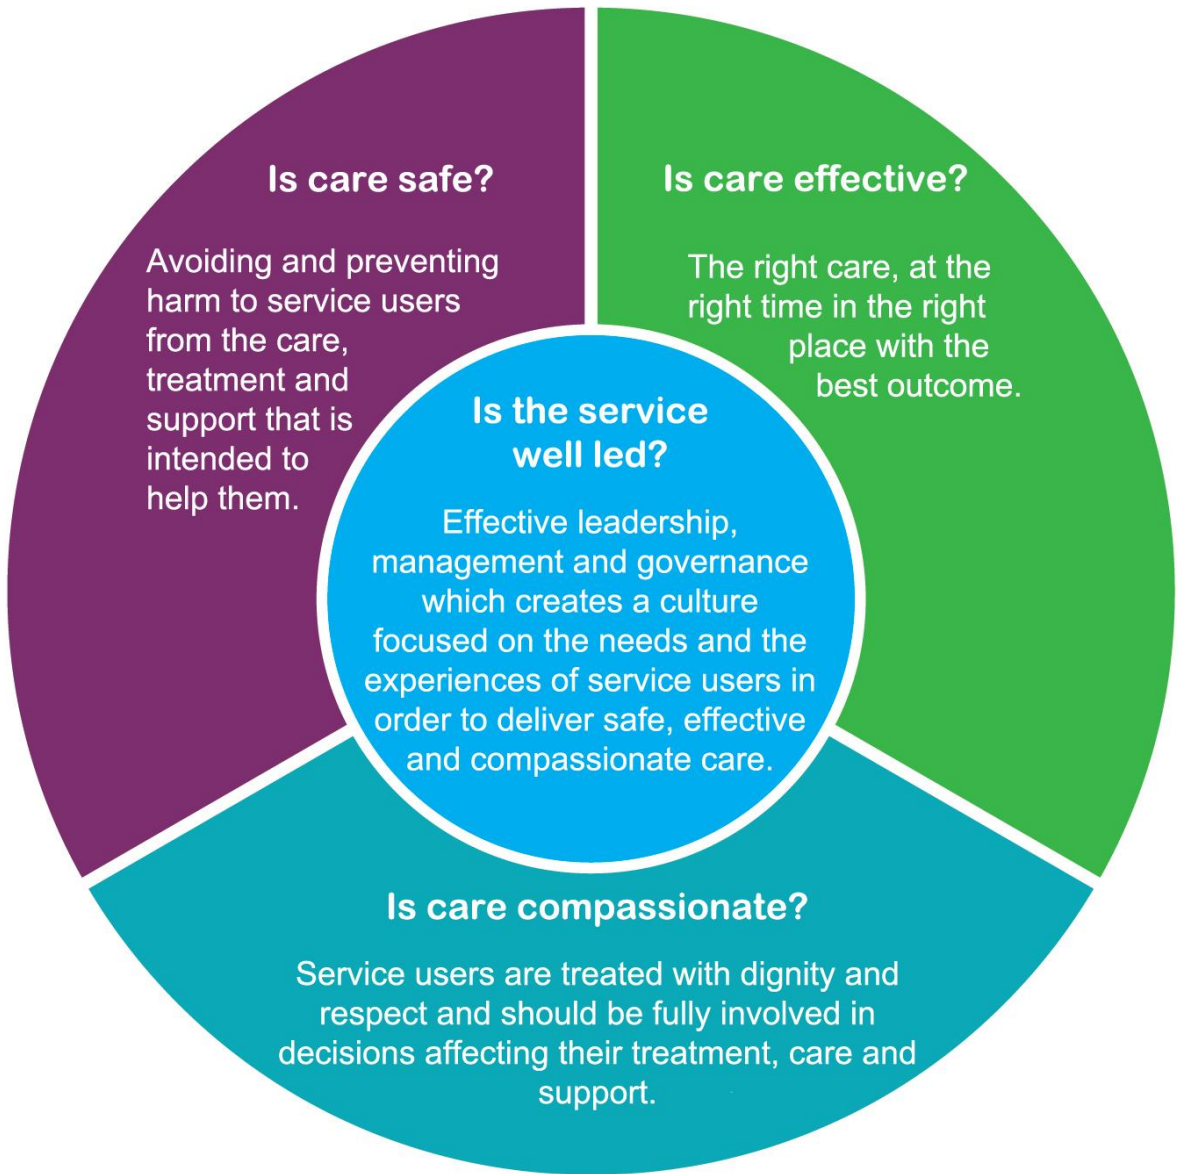 Is care safe?
Avoiding and preventing
harm to service users
from the care,
treatment and
support that is
intended to
help them.
Is care effective?
The right care, at the
right time in the right
place with the
best outcome.
Is the service
well led?
Effective leadership,
management and governance
which creates a culture
focused on the needs and the
experiences of service users in
order to deliver safe, effective
and compassionate care.
Is care compassionate?
Service users are treated with dignity and
respect and should be fully involved in
decisions affecting their treatment, care and
support.